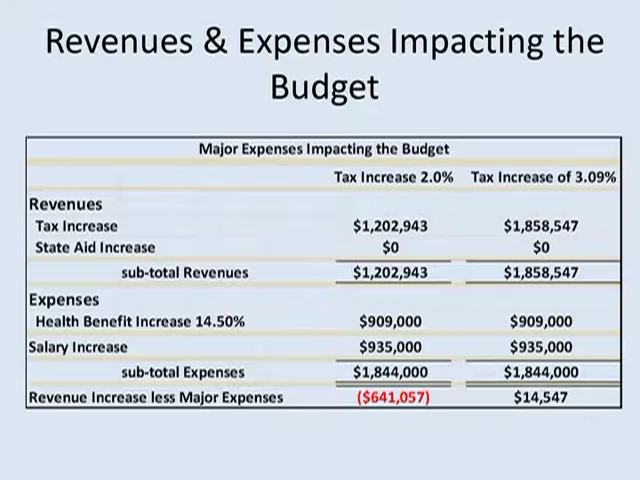 Revenues & Expenses Impacting the
Budget
Major Expenses Impacting the Budget
Tax Increase 2.0% Tax Increase of 3.09%
Revenues
Tax Increase $1,202,943 $1,858,547
State Aid Increase $0 $0
sub-total Revenues $1,202,943 $1,858,547
Expenses
Health Benefit Increase 14.50% $909,000 $909,000
Salary Increase $935,000 $935,000
sub-total Expenses $1,844,000 $1,844,000
Revenue Increase less Major Expenses ($641,057) $14,547